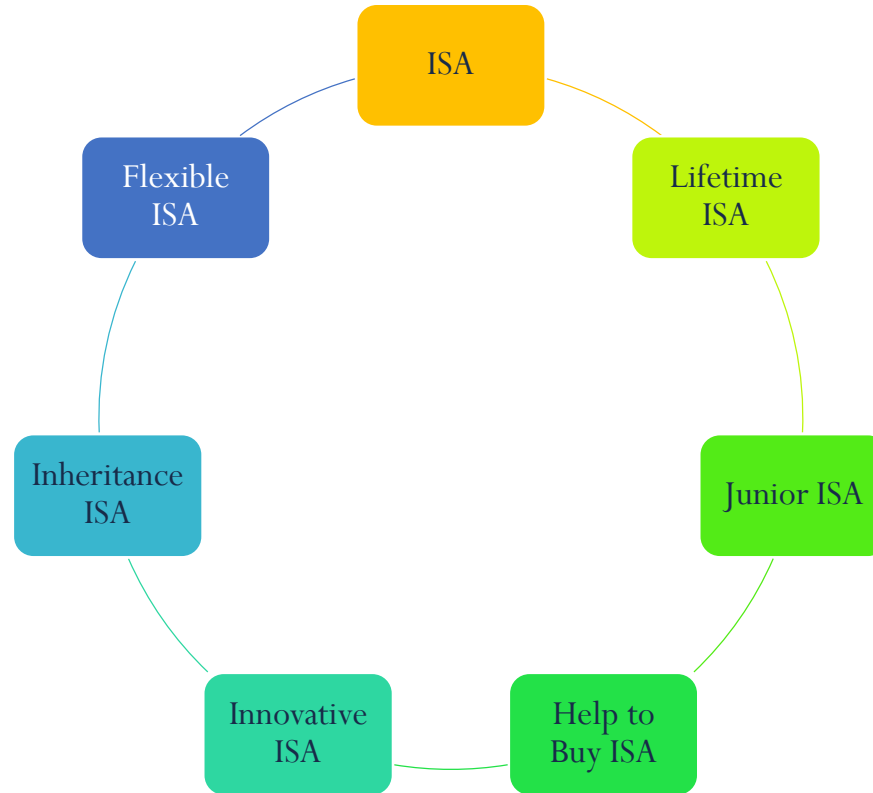 ISA
Lifetime
ISA
Junior ISA
Help to
Buy ISA
Innovative
ISA
Inheritance
ISA
Flexible
ISA